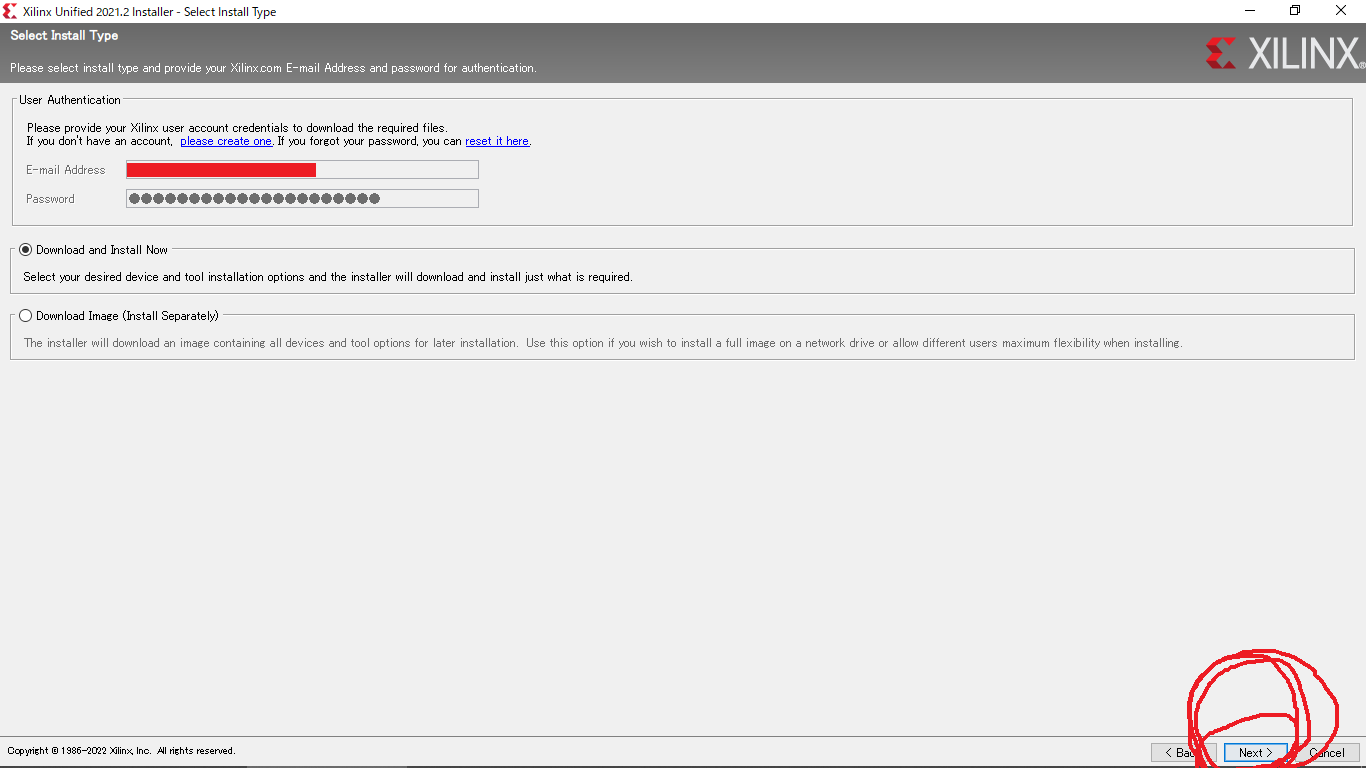 Xilinx Unified 2021.2 Installer - Select Install Type
Select Install Type
Please select install type and provide your Xilinx.com E-mail Address and password for authentication.
XILINX®
User Authentication
Please provide your Xilinx user account credentials to download the required files.
If you don't have an account, please create one. If you forgot your password, you can reset it here.
E-mail Address
Password
Download and Install Now
Select your desired device and tool installation options and the installer will download and install just what is required.
Download Image (Install Separately)
The installer will download an image containing all devices and tool options for later installation. Use this option if you wish to install a full image on a network drive or allow different users maximum flexibility when installing.
Copyright © 1986-2022 Xilinx, Inc. All rights reserved.
< Back Next > Cancel